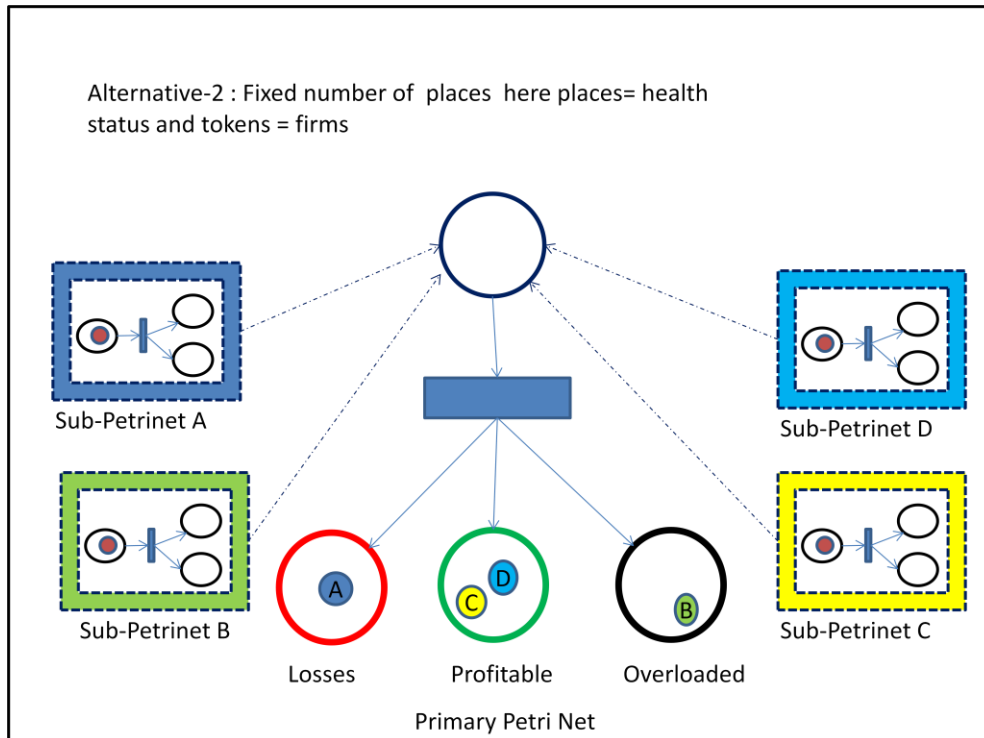 Alternative-2 : Fixed number of places here places= health
status and tokens = firms
Sub-Petrinet A
Sub-Petrinet D
Sub-Petrinet B
Sub-Petrinet C
A
D
C
B
Losses
Profitable
Overloaded
Primary Petri Net